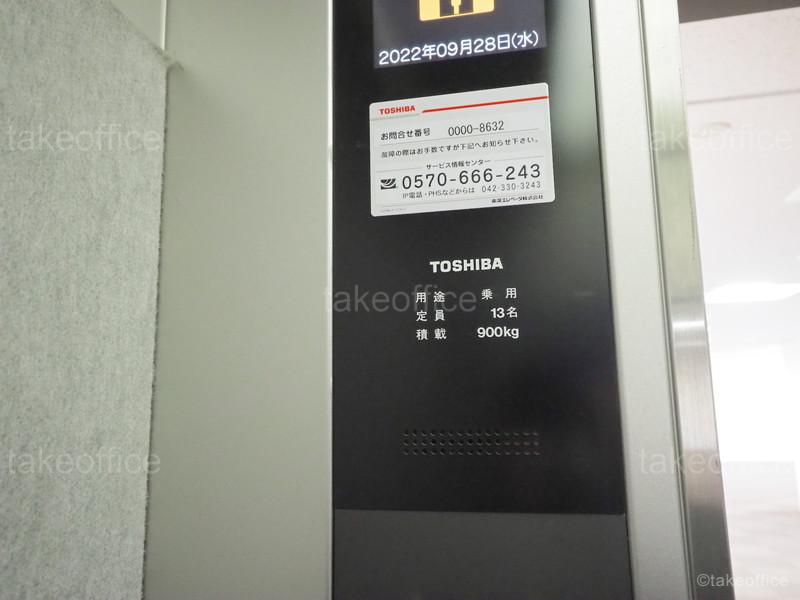 2022年09月28日(水)
TOSHIBA
お問合せ番号 0000-8632
故障の際はお手数ですが下記へお知らせ下さい。
サービス情報センター
0570-666-243
IP電話・PHSなどからは 042-330-3243
東芝エレベータ株式会社
TOSHIBA
用途 乗用
定員 13名
積載 900kg
takeoffice
takeoffice
takeoffice
takeoffice
takeoffice
©takeoffice